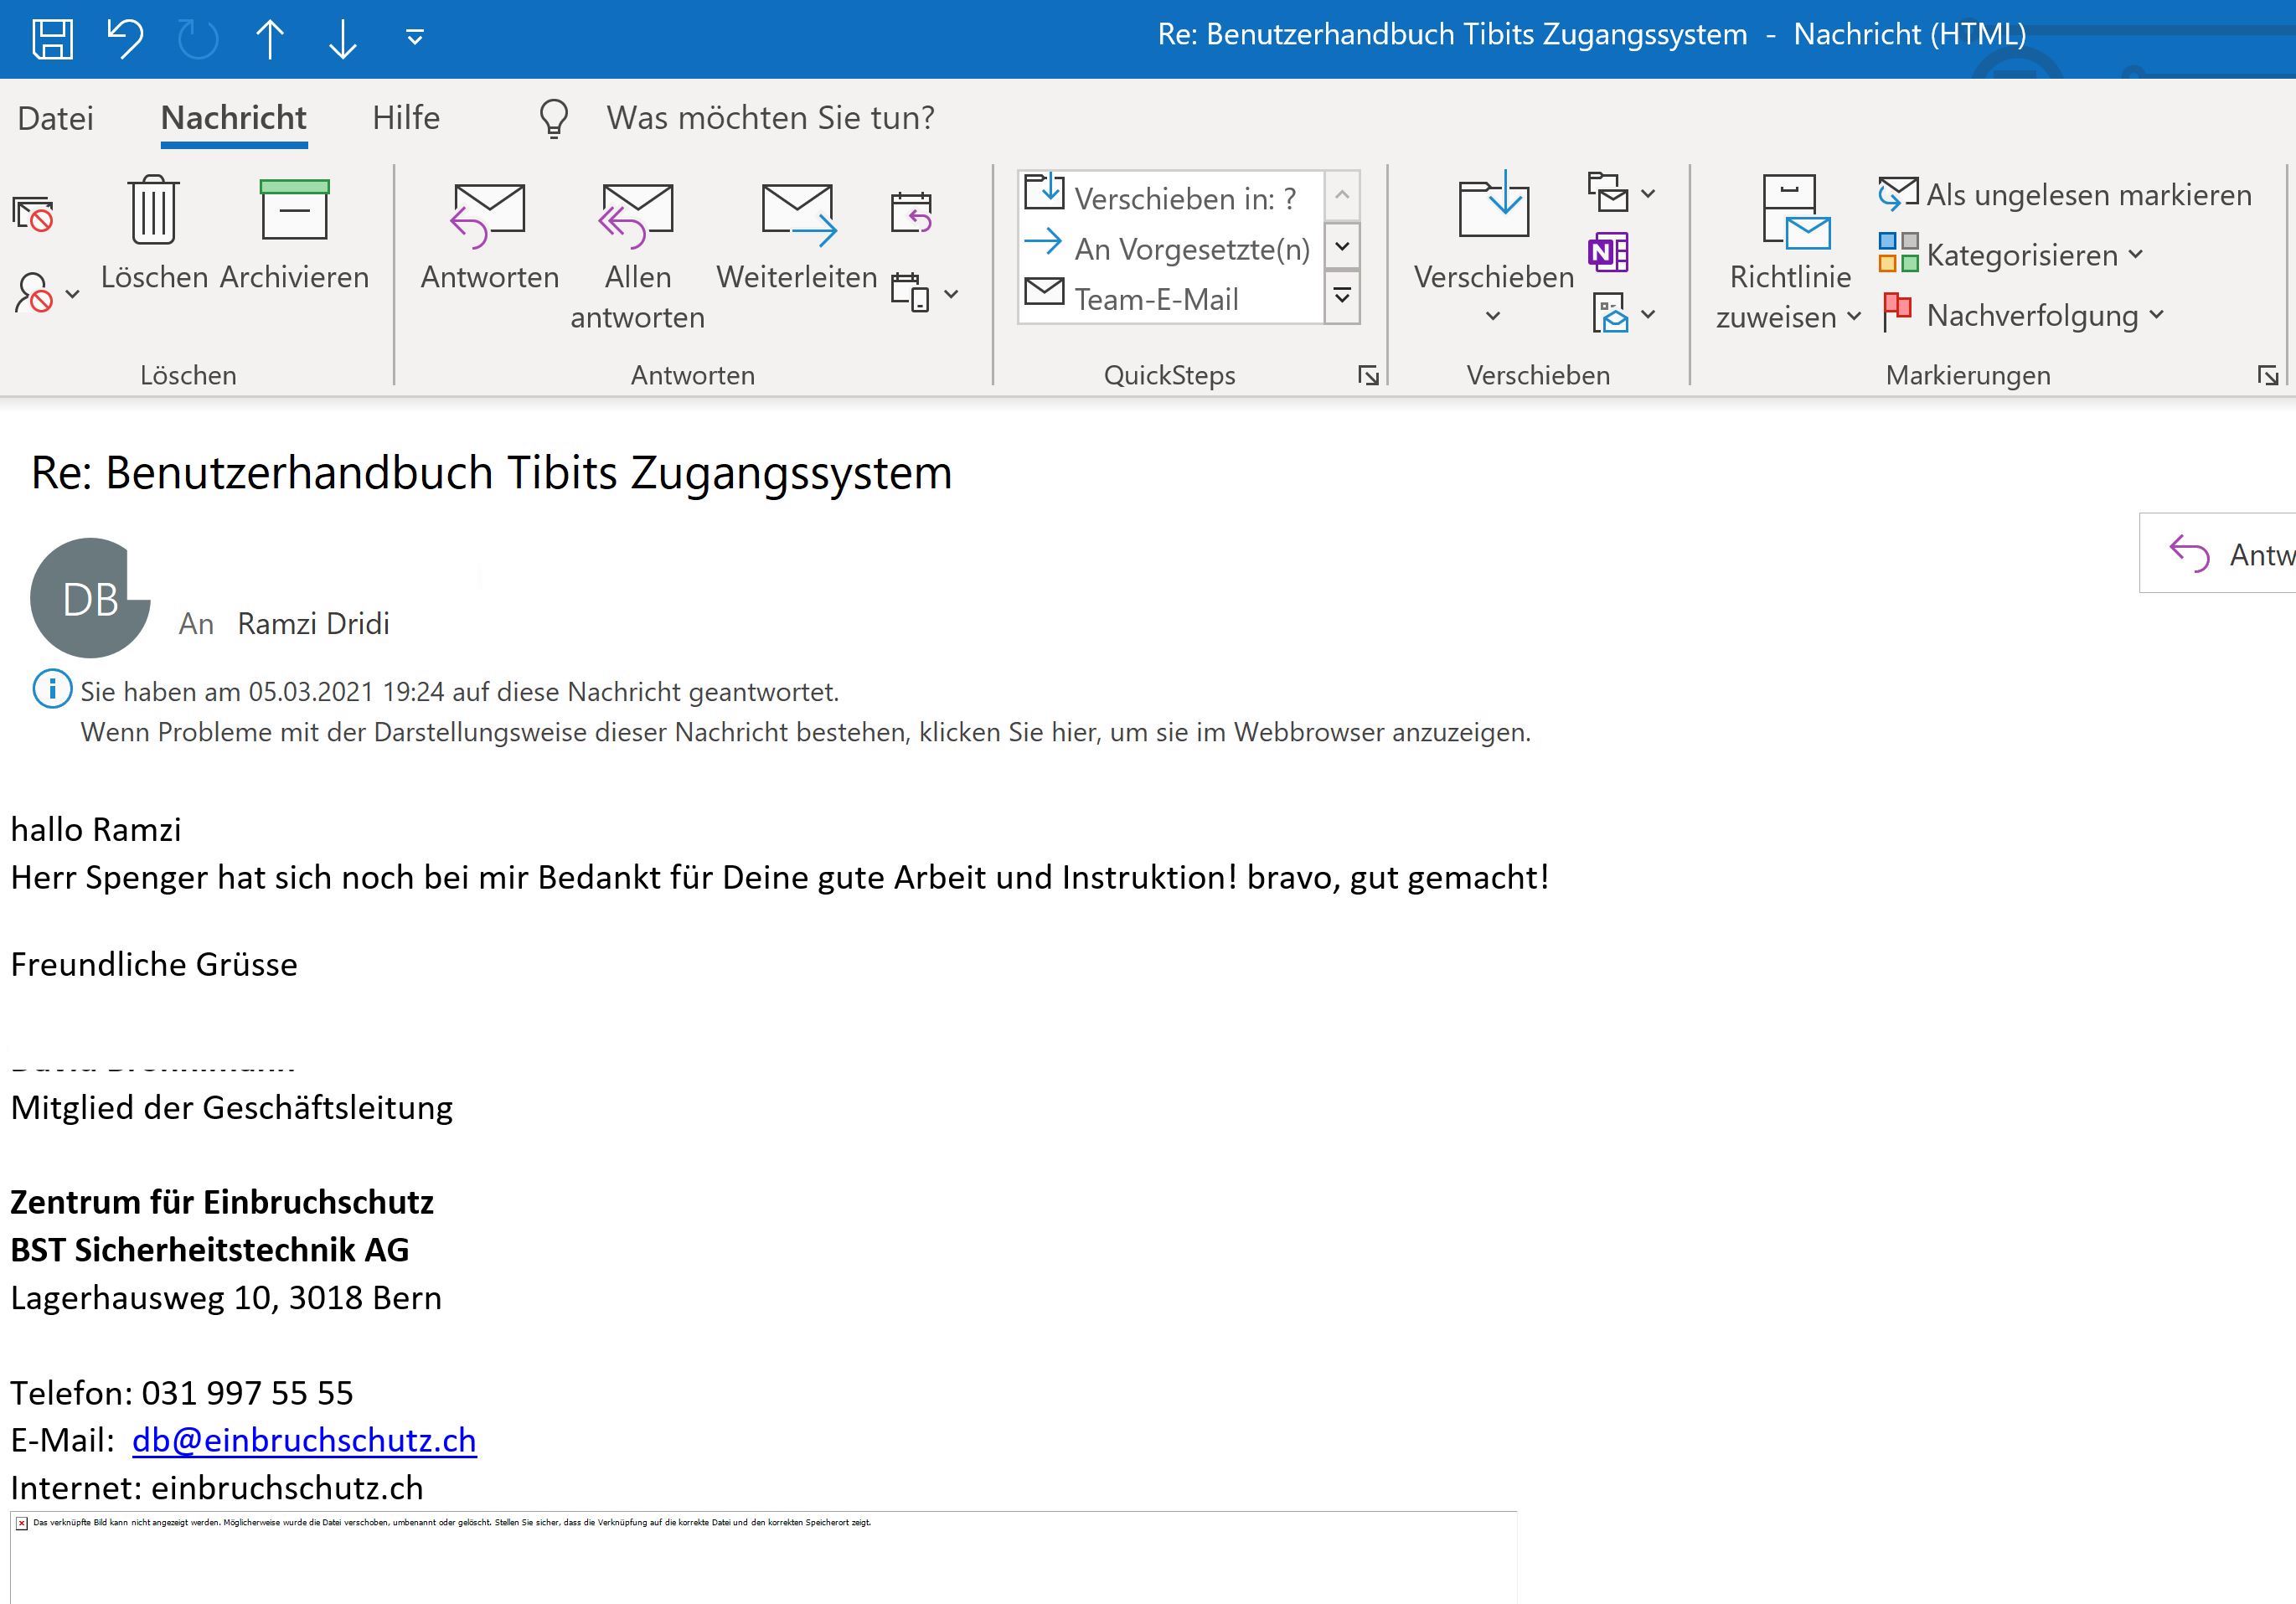 Re: Benutzerhandbuch Tibits Zugangssystem - Nachricht (HTML)
Datei Nachricht Hilfe Was möchten Sie tun?
Löschen
Archivieren
Löschen
Antworten
Allen
antworten
Weiterleiten
Antworten
Verschieben in: ?
An Vorgesetzte(n)
Team-E-Mail
QuickSteps
Verschieben
Verschieben
Richtlinie
zuweisen
Als ungelesen markieren
Kategorisieren
Nachverfolgung
Markierungen
Re: Benutzerhandbuch Tibits Zugangssystem
DB
An Ramzi Dridi
Antw
Sie haben am 05.03.2021 19:24 auf diese Nachricht geantwortet.
Wenn Probleme mit der Darstellungsweise dieser Nachricht bestehen, klicken Sie hier, um sie im Webbrowser anzuzeigen.
hallo Ramzi
Herr Spenger hat sich noch bei mir Bedankt für Deine gute Arbeit und Instruktion! bravo, gut gemacht!
Freundliche Grüsse
Mitglied der Geschäftsleitung
Zentrum für Einbruchschutz
BST Sicherheitstechnik AG
Lagerhausweg 10, 3018 Bern
Telefon: 031 997 55 55
E-Mail: db@einbruchschutz.ch
Internet: einbruchschutz.ch
Das verknüpfte Bild kann nicht angezeigt werden. Möglicherweise wurde die Datei verschoben, umbenannt oder gelöscht. Stellen Sie sicher, dass die Verknüpfung auf die korrekte Datei und den korrekten Speicherort zeigt.